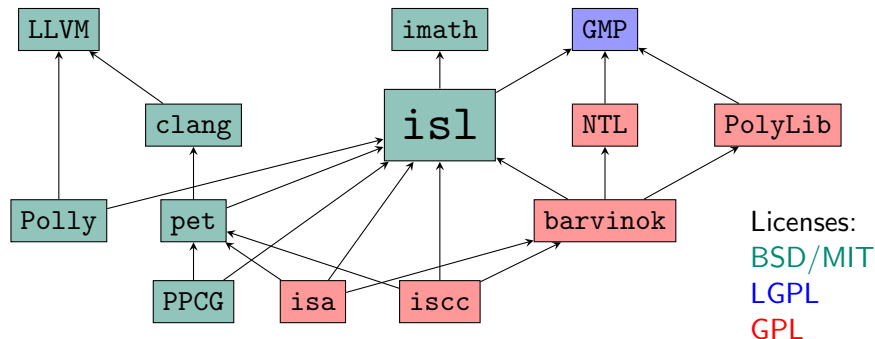 LLVM
imath
GMP
clang
isl
NTL
PolyLib
Polly
pet
barvinok
PPCG
isa
iscc
Licenses:
BSD/MIT
LGPL
GPL